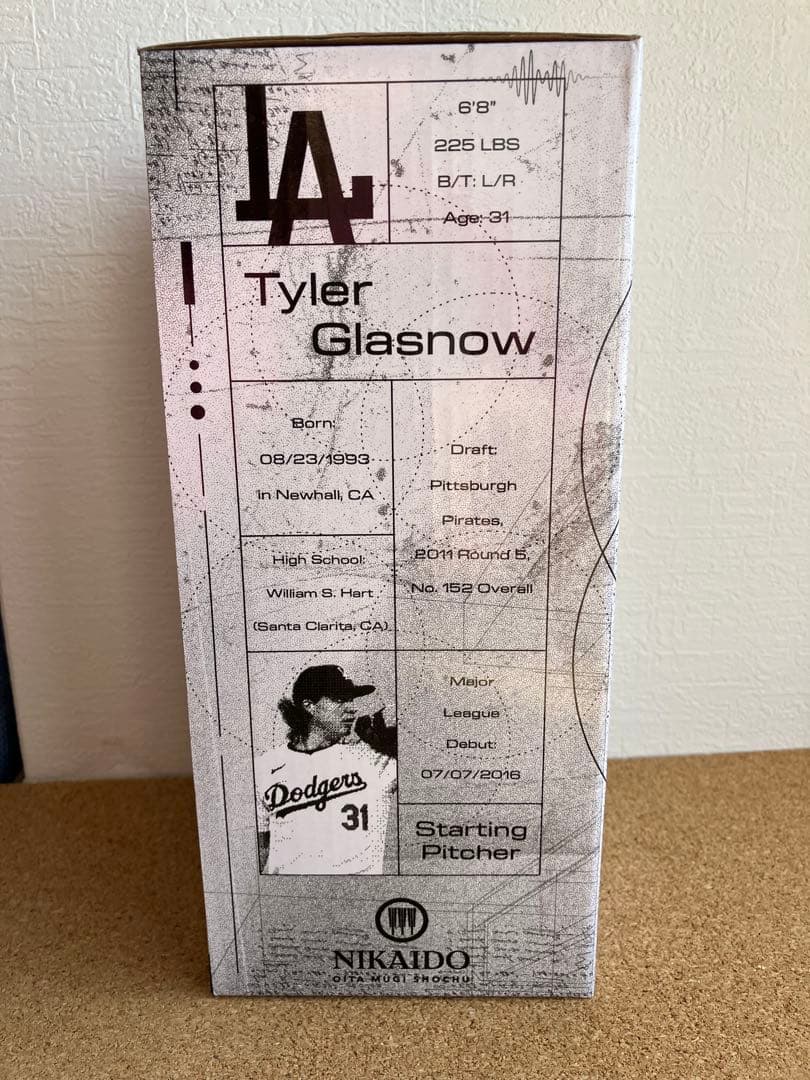 LA
6'8"
225 LBS
B/T: L/R
Age: 31
Tyler
Glasnow
Born:
08/23/1993
in Newhall, CA
Draft:
Pittsburgh
Pirates,
2011 Round 5,
No. 152 Overall
High School:
William S. Hart
(Santa Clarita, CA)
Dodgers
31
Major
League
Debut:
07/07/2016
Starting
Pitcher
NIKAIDO
OITA MUGI SHOCHU